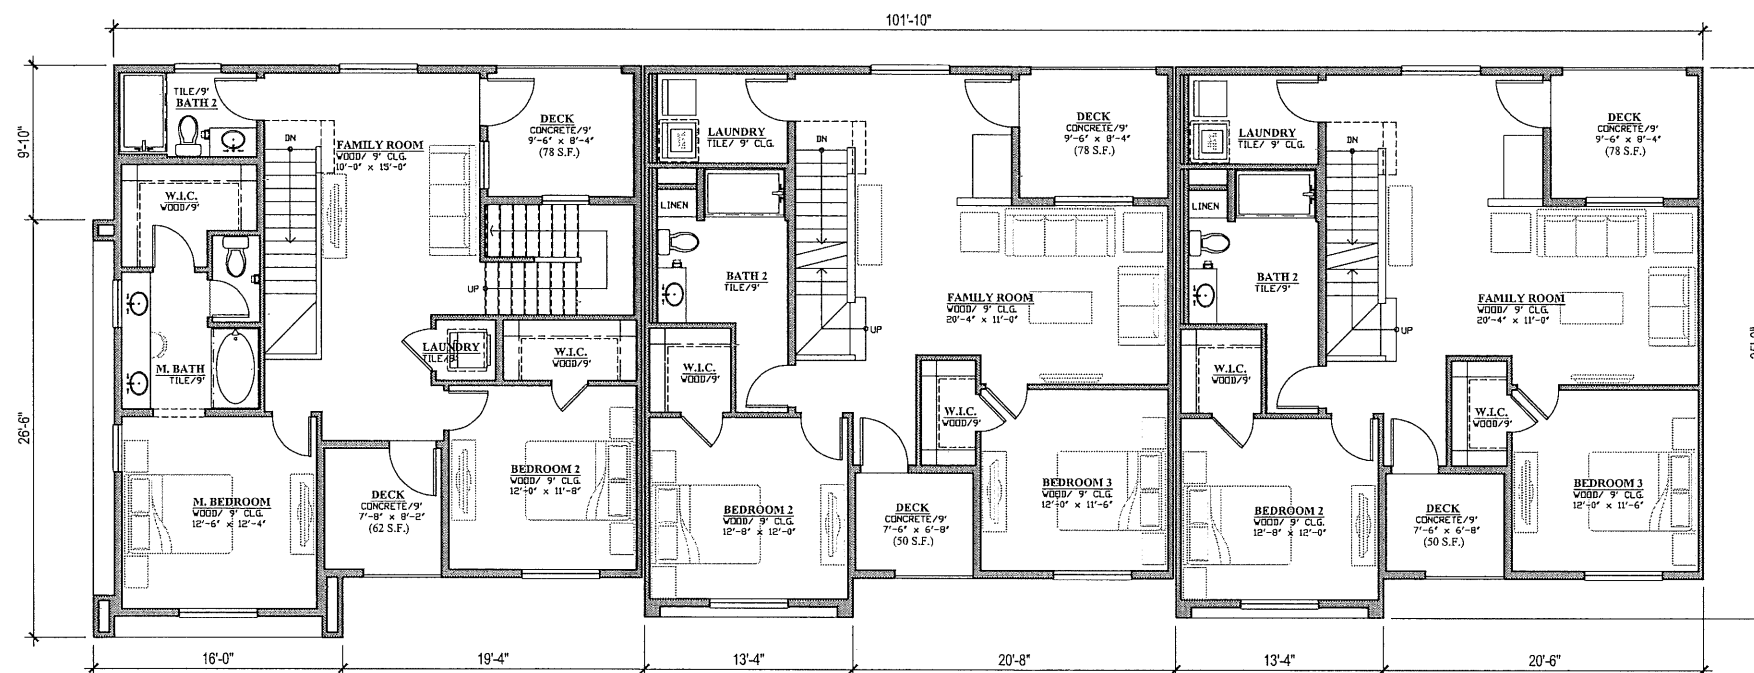 101'-10"
9'-10"
26'-6"
TILE/9'
BATH 2
W.I.C.
WOOD/9'
M. BATH
TILE/9'
M. BEDROOM
WOOD/ 9' CLG.
12'-6" x 12'-4"
DN
FAMILY ROOM
WOOD/ 9' CLG.
10'-0" x 15'-0"
DECK
CONCRETE/9'
9'-6" x 8'-4"
(78 S.F.)
UP
LAUNDRY
TILE/9'
W.I.C.
WOOD/9'
DECK
CONCRETE/9'
7'-8" x 8'-2"
(62 S.F.)
BEDROOM 2
WOOD/ 9' CLG.
12'-0" x 11'-8"
LAUNDRY
TILE/ 9' CLG.
LINEN
BATH 2
TILE/9'
W.I.C.
WOOD/9'
BEDROOM 2
WOOD/ 9' CLG.
12'-8" x 12'-0"
DN
UP
DECK
CONCRETE/9'
9'-6" x 8'-4"
(78 S.F.)
FAMILY ROOM
WOOD/ 9' CLG.
20'-4" x 11'-0"
W.I.C.
WOOD/9'
DECK
CONCRETE/9'
7'-6" x 6'-8"
(50 S.F.)
BEDROOM 3
WOOD/ 9' CLG.
12'-0" x 11'-6"
LAUNDRY
TILE/ 9' CLG.
LINEN
BATH 2
TILE/9'
W.I.C.
WOOD/9'
BEDROOM 2
WOOD/ 9' CLG.
12'-8" x 12'-0"
DN
UP
DECK
CONCRETE/9'
9'-6" x 8'-4"
(78 S.F.)
FAMILY ROOM
WOOD/ 9' CLG.
20'-4" x 11'-0"
W.I.C.
WOOD/9'
DECK
CONCRETE/9'
7'-6" x 6'-8"
(50 S.F.)
BEDROOM 3
WOOD/ 9' CLG.
12'-0" x 11'-6"
16'-0"
19'-4"
13'-4"
20'-8"
13'-4"
20'-6"